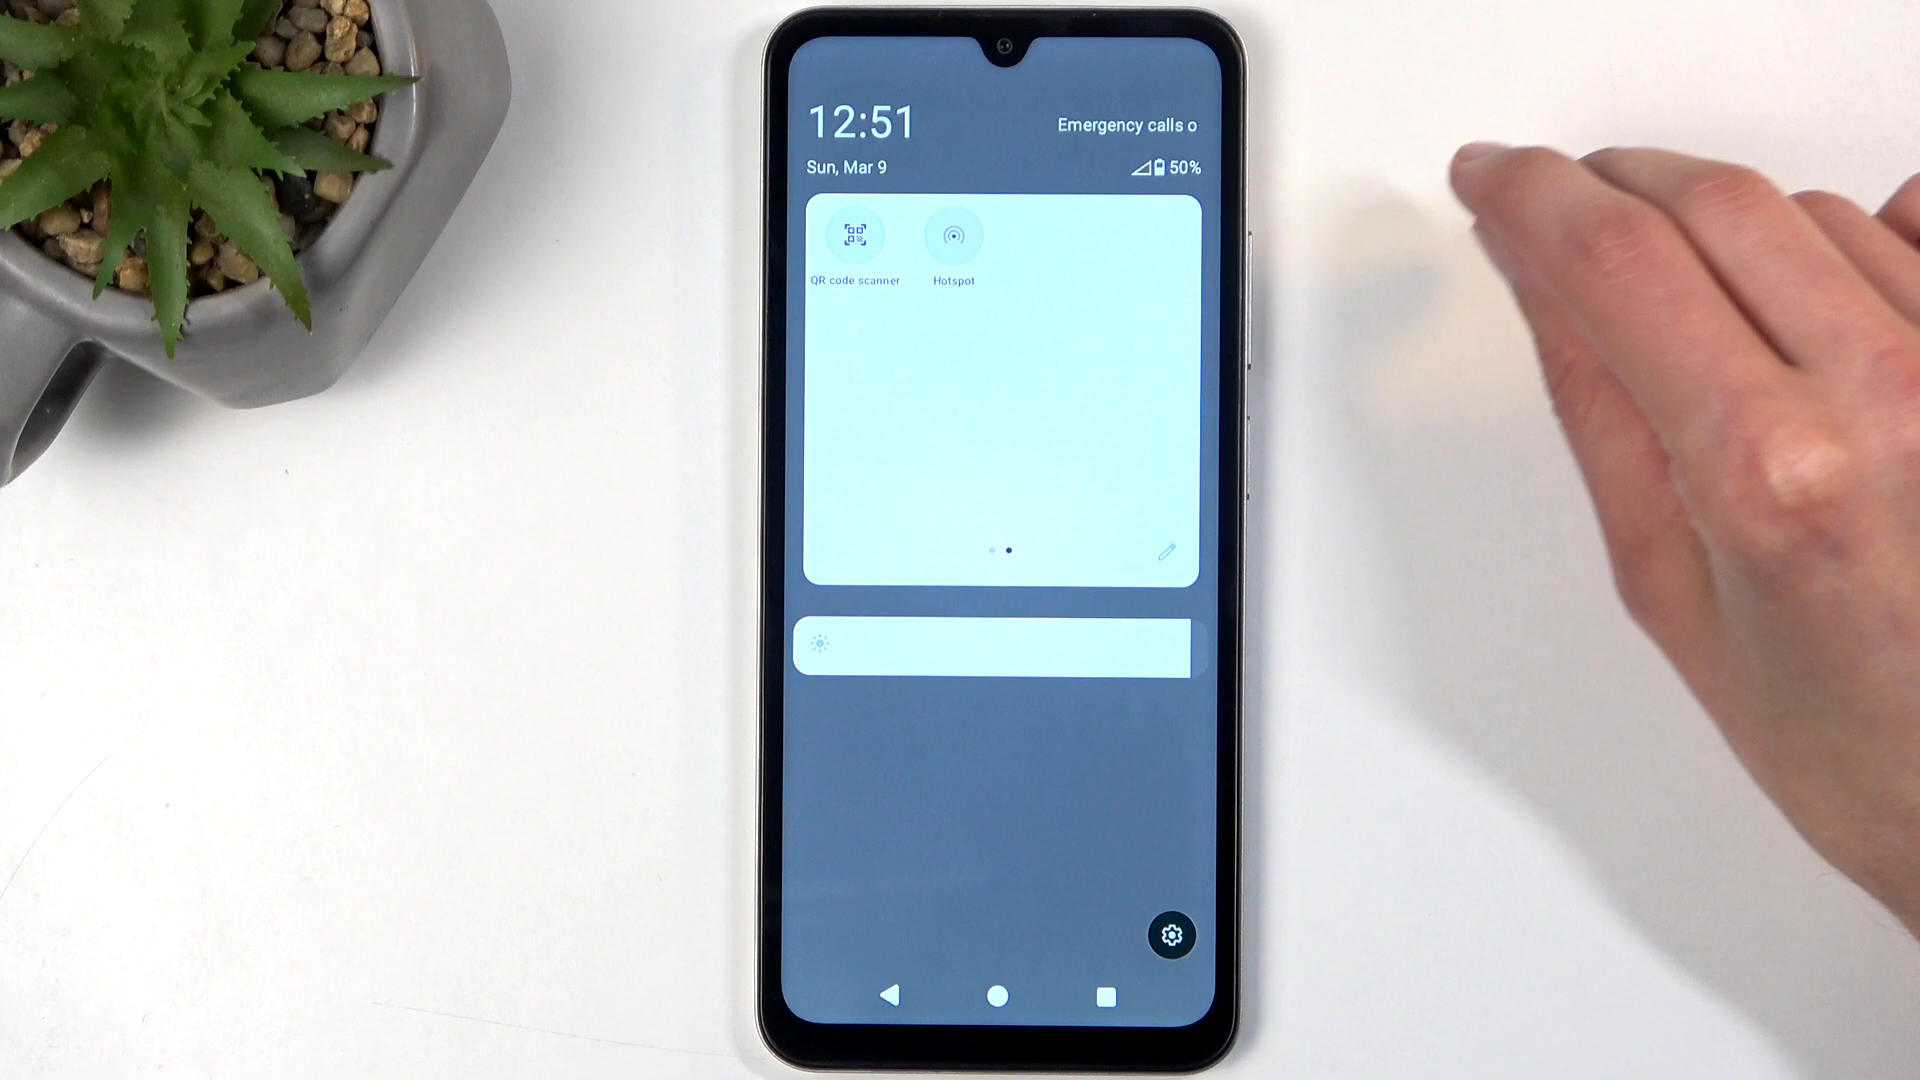 12:51
Emergency calls o
Sun, Mar 9
50%
QR code scanner
Hotspot